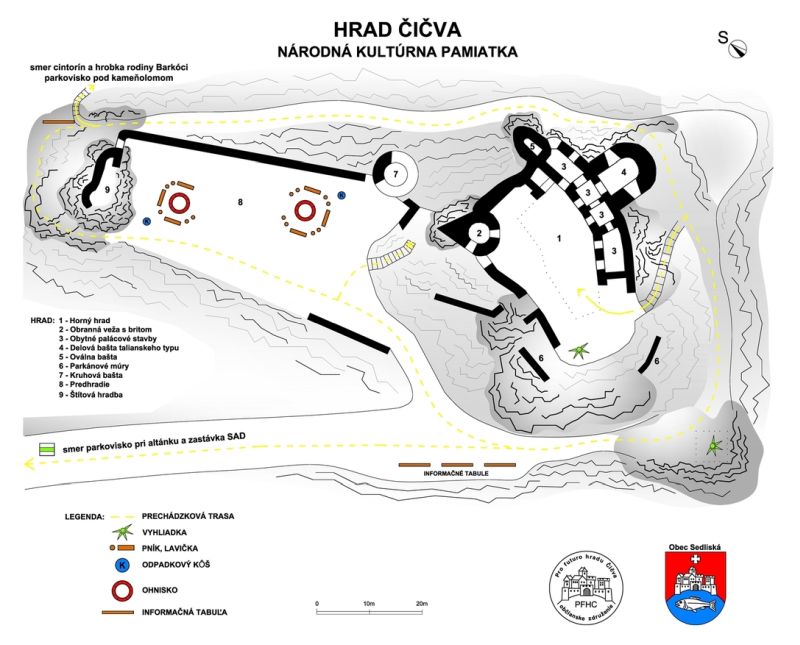 HRAD ČIČVA
NÁRODNÁ KULTÚRNA PAMIATKA
S
smer cintorín a hrobka rodiny Barkóci
parkovisko pod kameňolomom
5
3
4
7
9
8
K
3
3
K
2
1
3
HRAD: 1 - Horný hrad
2 - Obranná veža s britom
3 - Obytné palácové stavby
4 - Delová bašta talianskeho typu
5 - Oválna bašta
6 - Parkánové múry
7 - Kruhová bašta
8 - Predhradie
9 - Štítová hradba
6
6
smer parkovisko pri altánku a zastávka SAD
INFORMAČNÉ TABULE
LEGENDA: PRECHÁDZKOVÁ TRASA
VYHLIADKA
PNÍK, LAVIČKA
K ODPADKOVÝ KÔŠ
OHNISKO
INFORMAČNÁ TABUĽA
0 10m 20m
Pro futuro hradu Čičva
PFHC
občianske združenie
Obec Sedliská